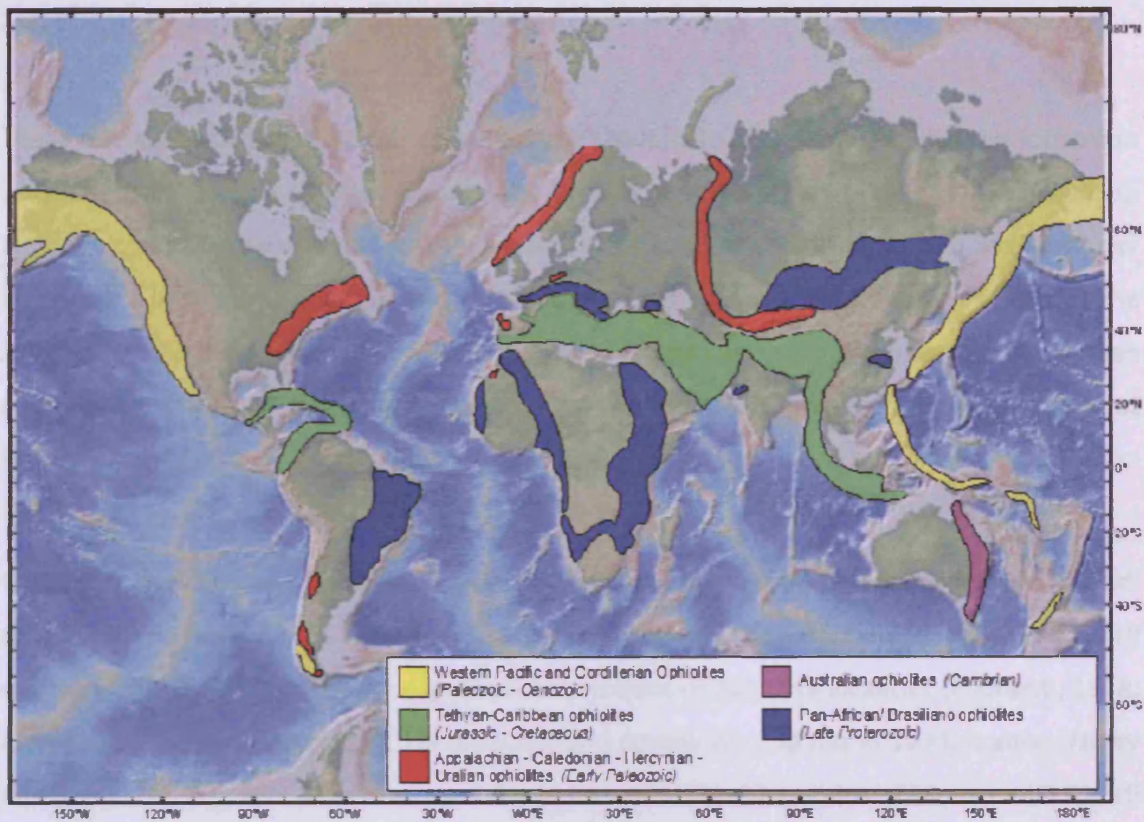 80°N
60°N
40°N
20°N
0°
20°S
40°S
60°S
Western Pacific and Cordilleran Ophiolites
(Paleozoic - Cenozoic)
Tethyan-Caribbean ophiolites
(Jurassic - Cretaceous)
Appalachian - Caledonian - Hercynian -
Uralian ophiolites (Early Paleozoic)
Australian ophiolites (Cambrian)
Pan-African/ Brasiliano ophiolites
(Late Proterozoic)
150°W 120°W 90°W 60°W 30°W 0°E 30°E 60°E 90°E 120°E 150°E 180°E